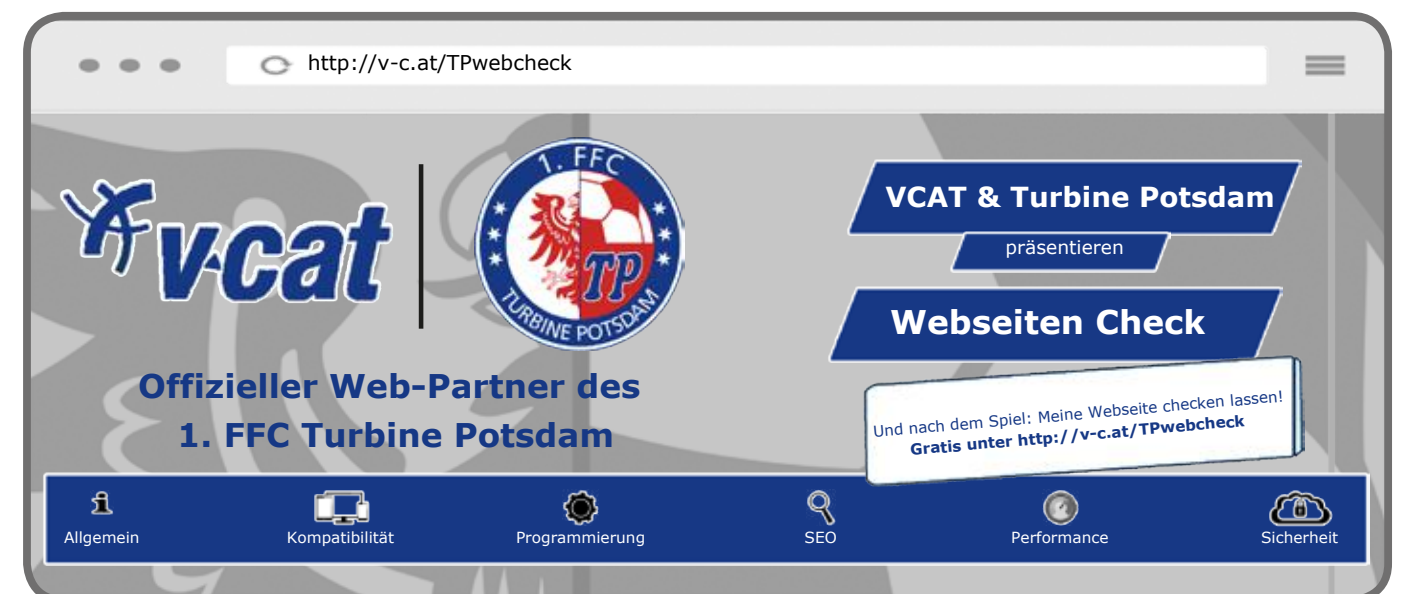 http://v-c.at/TPwebcheck
v-cat
1. FFC
TP
TURBINE POTSDAM
VCAT & Turbine Potsdam
präsentieren
Webseiten Check
Offizieller Web-Partner des
1. FFC Turbine Potsdam
Und nach dem Spiel: Meine Webseite checken lassen!
Gratis unter http://v-c.at/TPwebcheck
Allgemein
Kompatibilität
Programmierung
SEO
Performance
Sicherheit